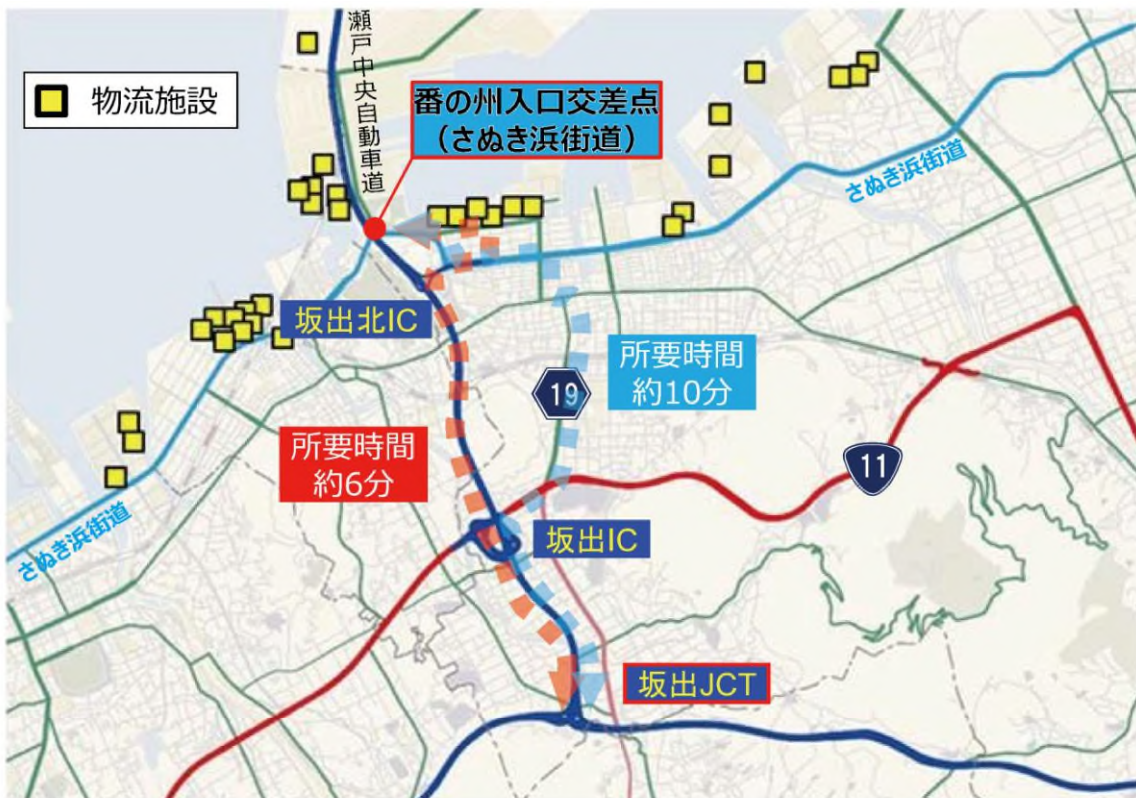 瀬戸中央自動車道
物流施設
番の州入口交差点
（さぬき浜街道）
さぬき浜街道
坂出北IC
所要時間
約10分
19
所要時間
約6分
11
さぬき浜街道
坂出IC
坂出JCT